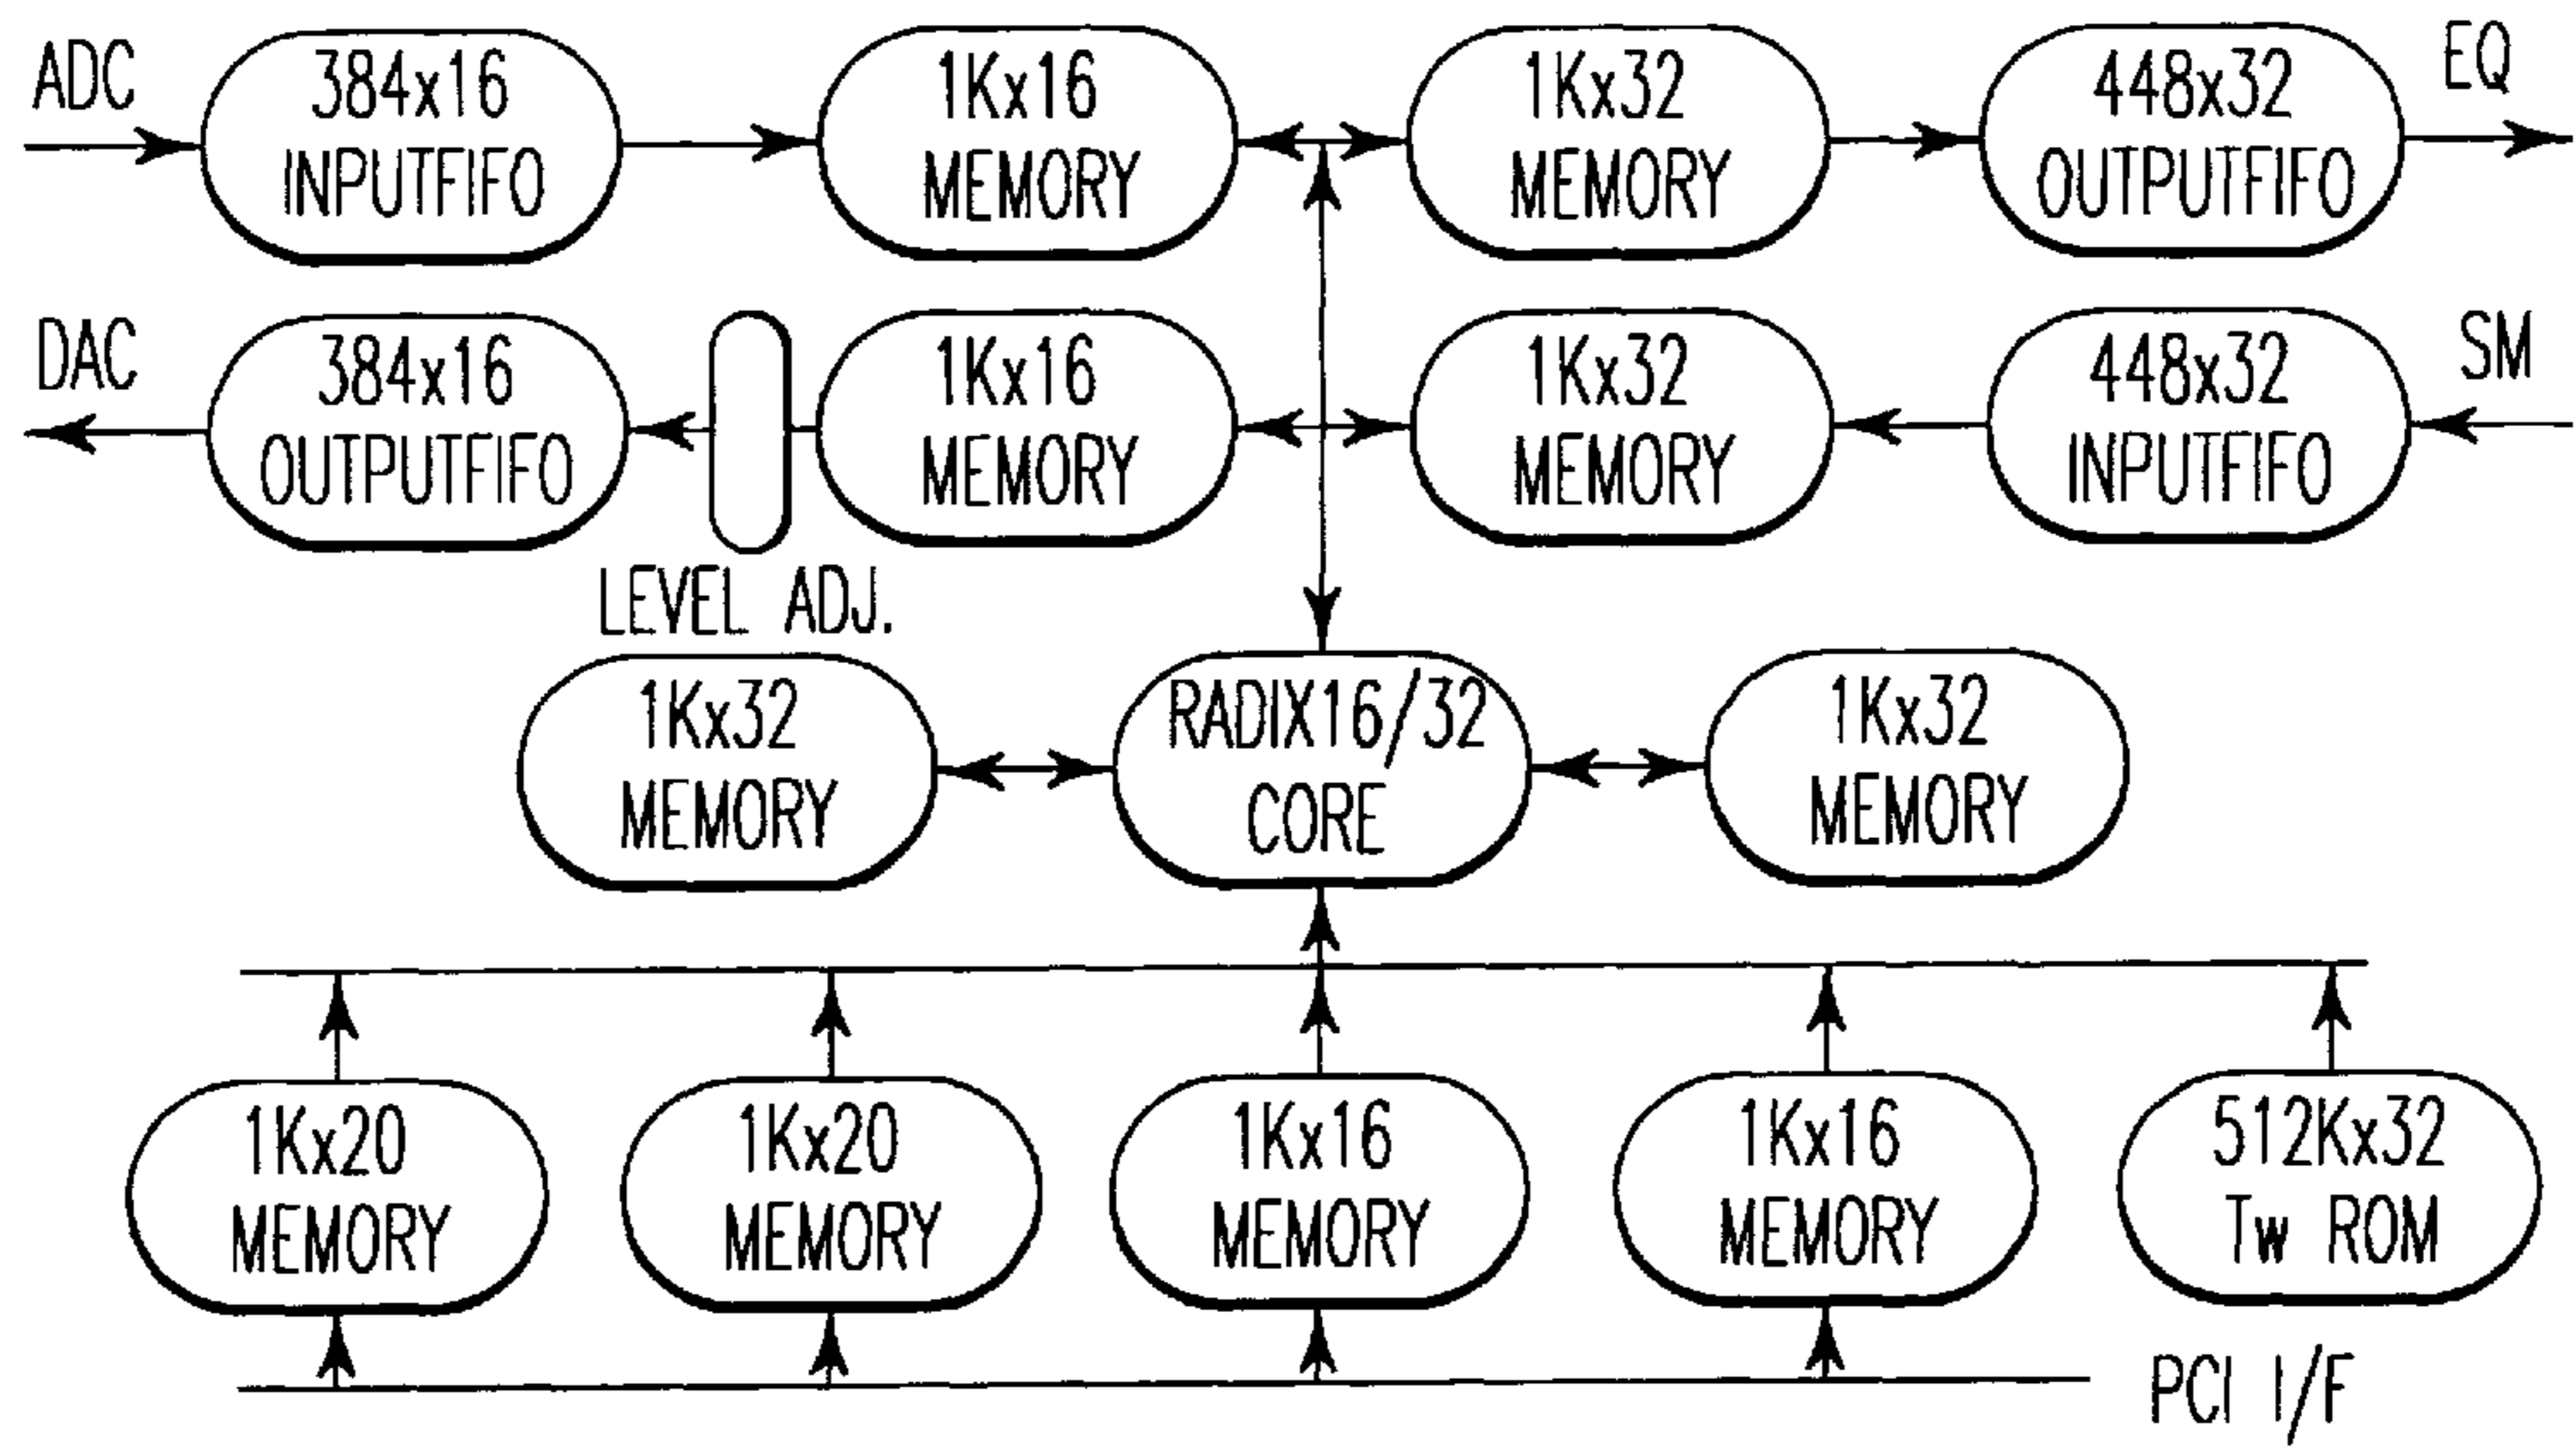 ADC
384x16
INPUTFIFO
1Kx16
MEMORY
1Kx32
MEMORY
448x32
OUTPUTFIFO
EQ
DAC
384x16
OUTPUTFIFO
LEVEL ADJ.
1Kx16
MEMORY
1Kx32
MEMORY
448x32
INPUTFIFO
SM
1Kx32
MEMORY
RADIX16/32
CORE
1Kx32
MEMORY
1Kx20
MEMORY
1Kx20
MEMORY
1Kx16
MEMORY
1Kx16
MEMORY
512Kx32
Tw ROM
PCI I/F